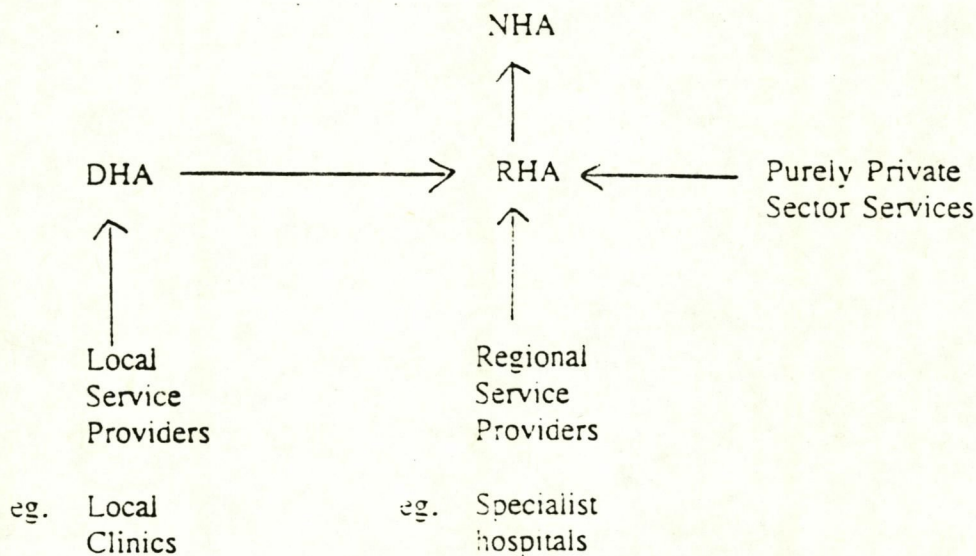 NHA
DHA
RHA
Purely Private
Sector Services
Local
Service
Providers
Regional
Service
Providers
eg. Local
Clinics
eg. Specialist
hospitals